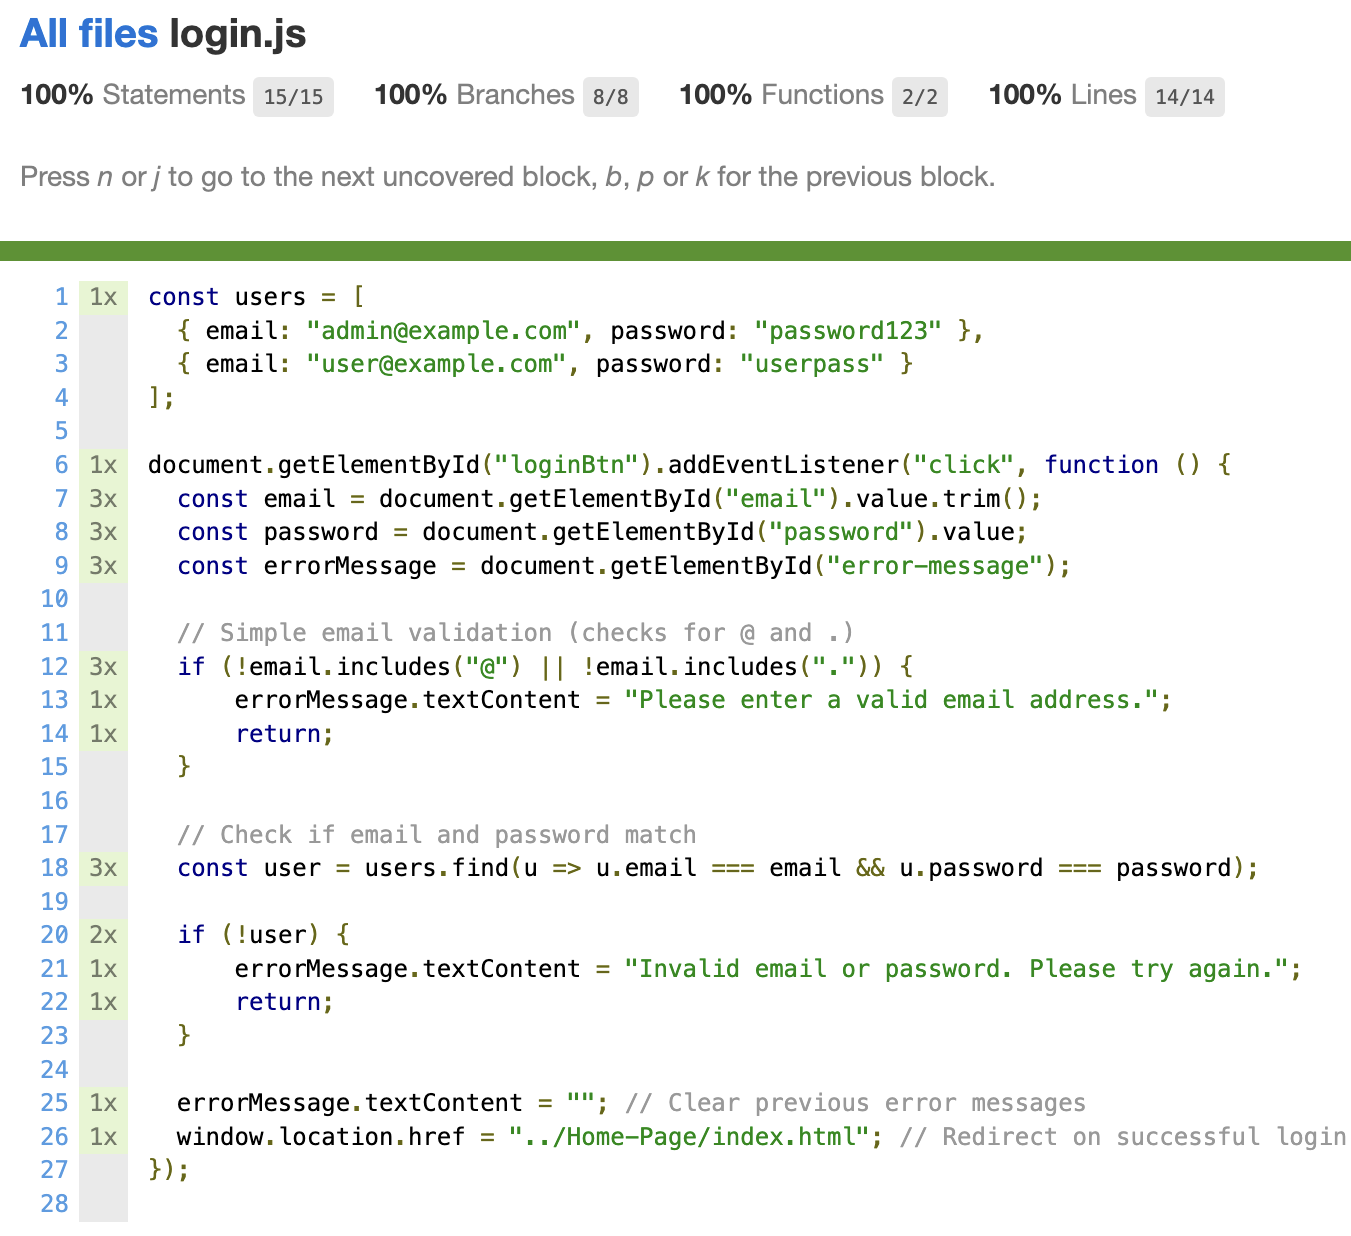 All files login.js
100% Statements 15/15 100% Branches 8/8 100% Functions 2/2 100% Lines 14/14
Press n or j to go to the next uncovered block, b, p or k for the previous block.
1 1x const users = [
2 { email: "admin@example.com", password: "password123" },
3 { email: "user@example.com", password: "userpass" }
4 ];
5
6 1x document.getElementById("loginBtn").addEventListener("click", function () {
7 3x const email = document.getElementById("email").value.trim();
8 3x const password = document.getElementById("password").value;
9 3x const errorMessage = document.getElementById("error-message");
10
11 // Simple email validation (checks for @ and .)
12 3x if (!email.includes("@") || !email.includes(".")) {
13 1x errorMessage.textContent = "Please enter a valid email address.";
14 1x return;
15 }
16
17 // Check if email and password match
18 3x const user = users.find(u => u.email === email && u.password === password);
19
20 2x if (!user) {
21 1x errorMessage.textContent = "Invalid email or password. Please try again.";
22 1x return;
23 }
24
25 1x errorMessage.textContent = ""; // Clear previous error messages
26 1x window.location.href = "../Home-Page/index.html"; // Redirect on successful login
27 });
28